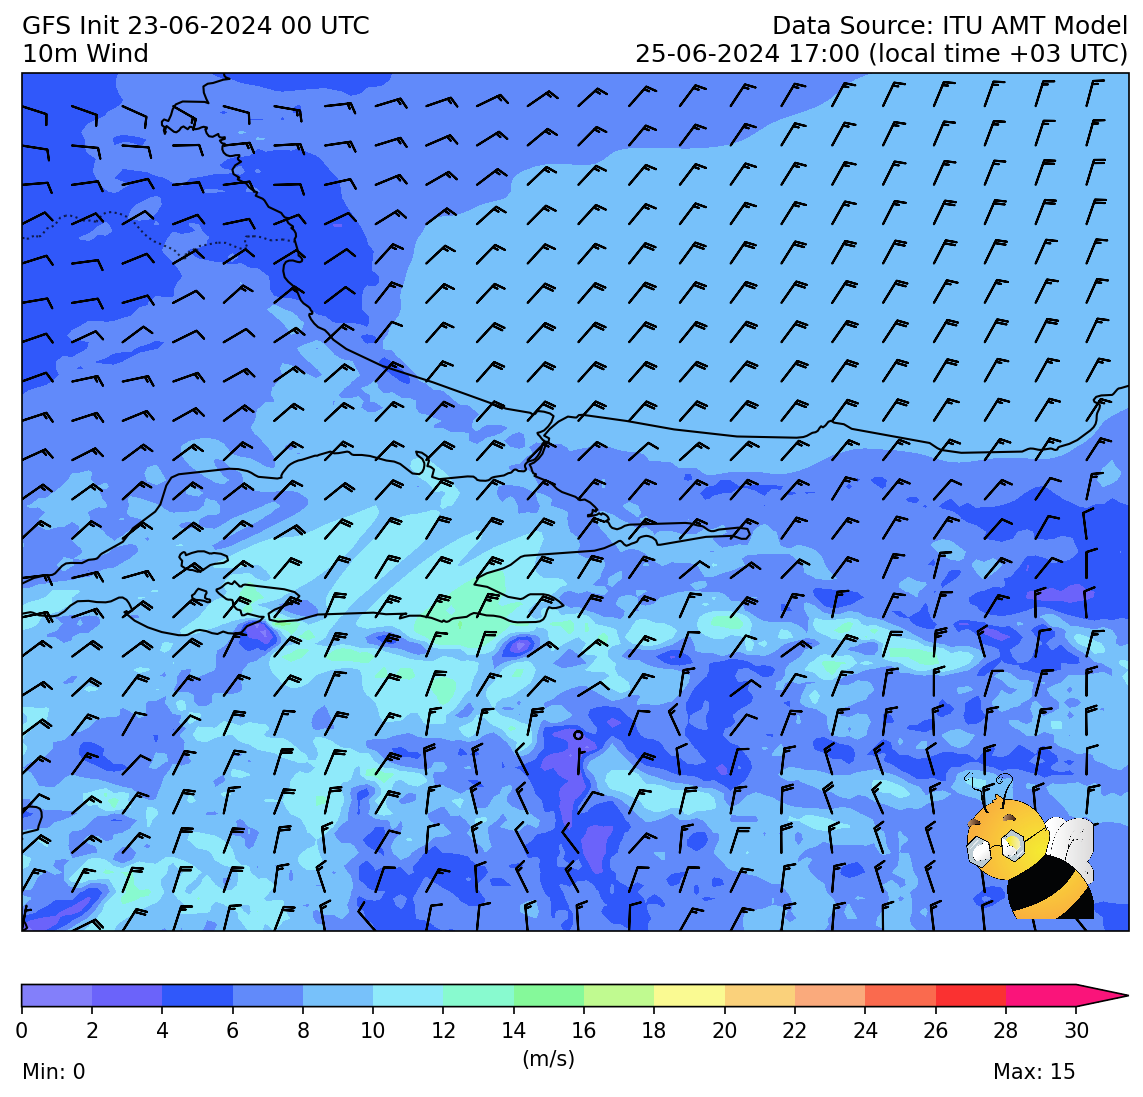 GFS Init 23-06-2024 00 UTC
Data Source: ITU AMT Model
10m Wind
25-06-2024 17:00 (local time +03 UTC)
0 2 4 6 8 10 12 14 16 18 20 22 24 26 28 30
(m/s)
Min: 0
Max: 15